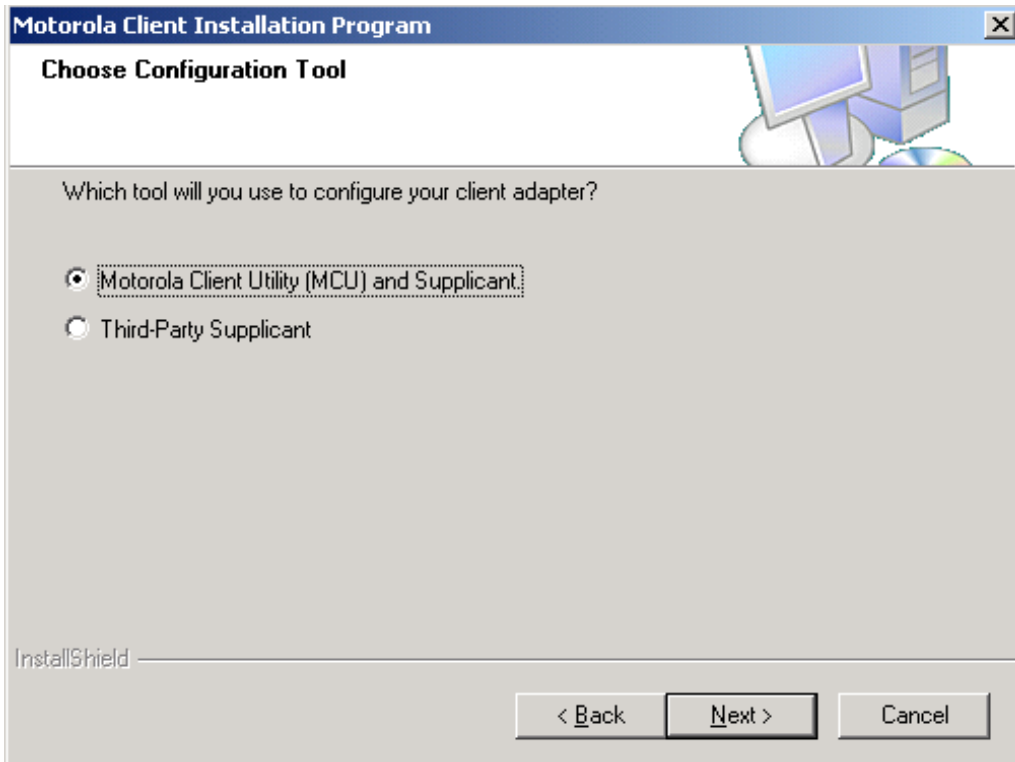 Motorola Client Installation Program
Choose Configuration Tool
Which tool will you use to configure your client adapter?
Motorola Client Utility (MCU) and Supplicant.
Third-Party Supplicant
InstallShield
< Back
Next >
Cancel